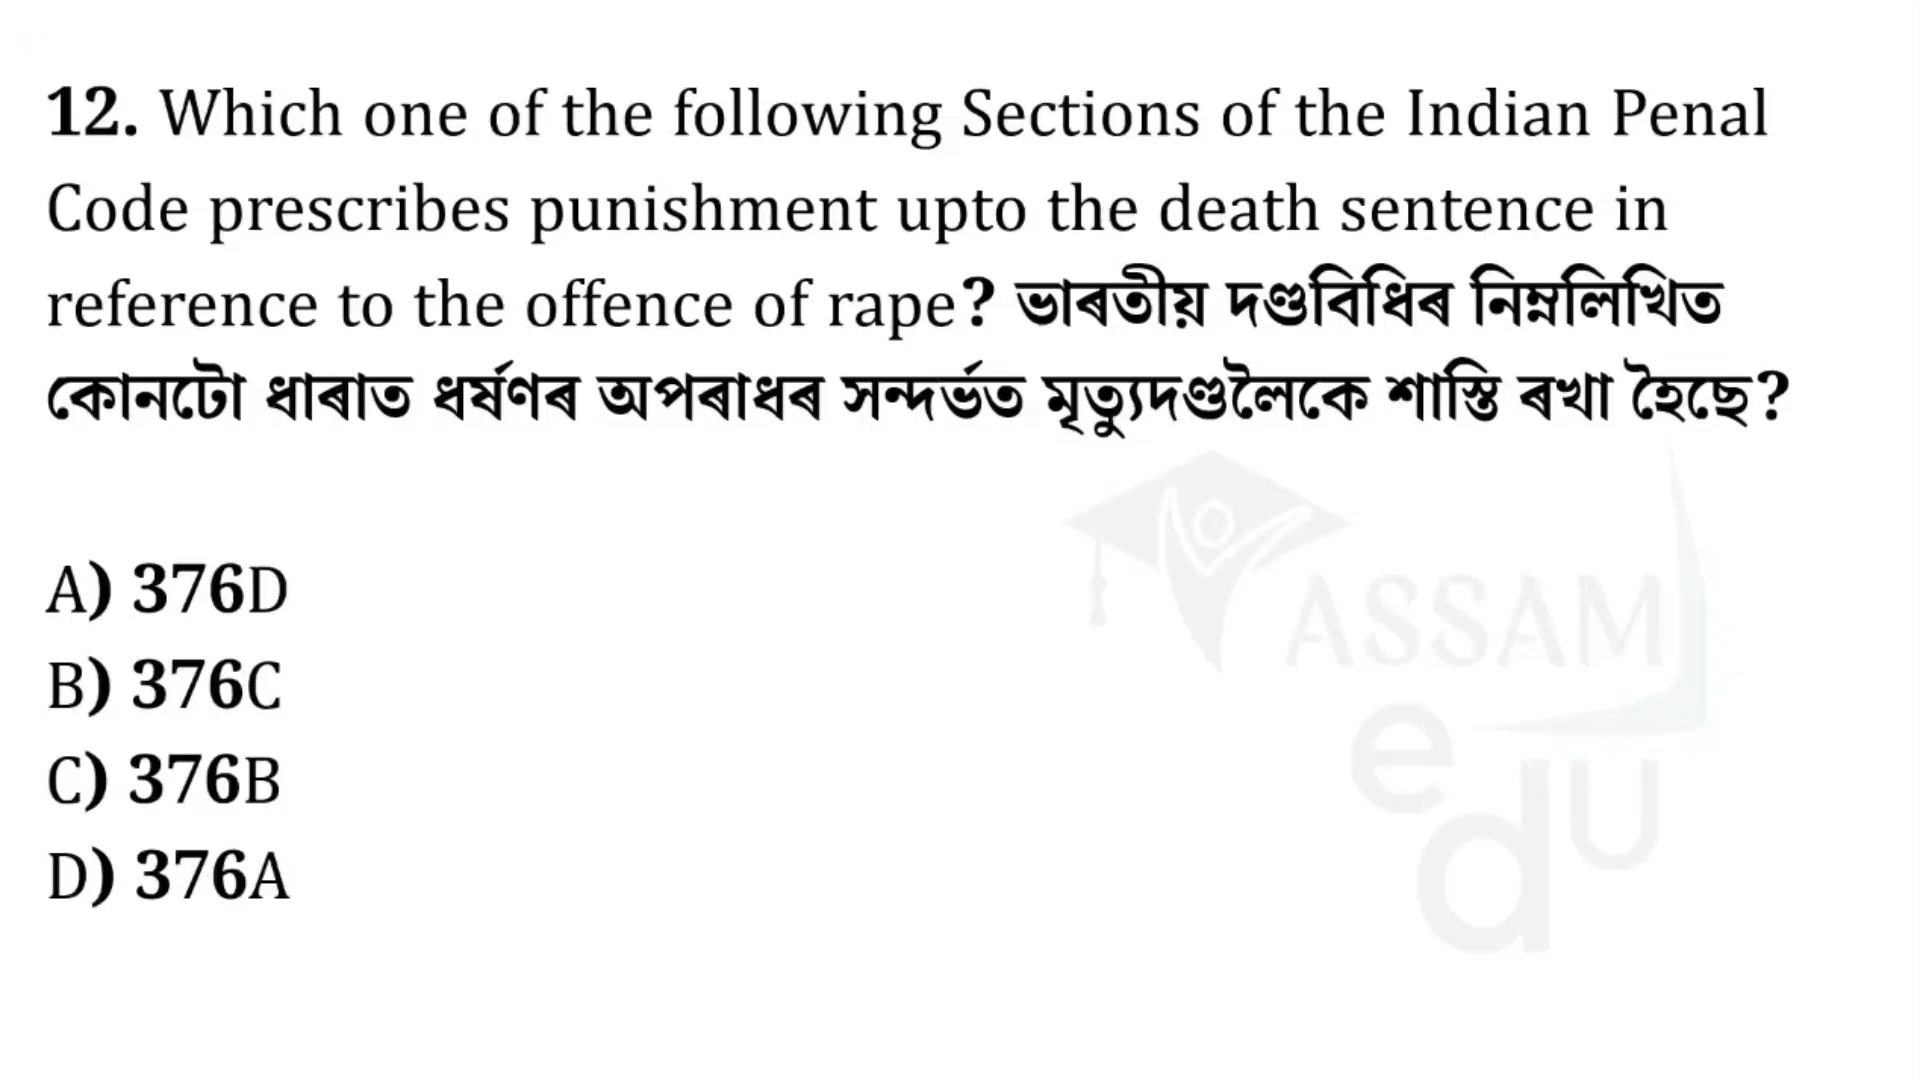 12. Which one of the following Sections of the Indian Penal
Code prescribes punishment upto the death sentence in
reference to the offence of rape? ভাৰতীয় দণ্ডবিধিৰ নিম্নলিখিত
কোনটো ধাৰাত ধৰ্ষণৰ অপৰাধৰ সন্দৰ্ভত মৃত্যুদণ্ডলৈকে শাস্তি ৰখা হৈছে?
A) 376D
B) 376C
C) 376B
D) 376A
ASSAM
edU